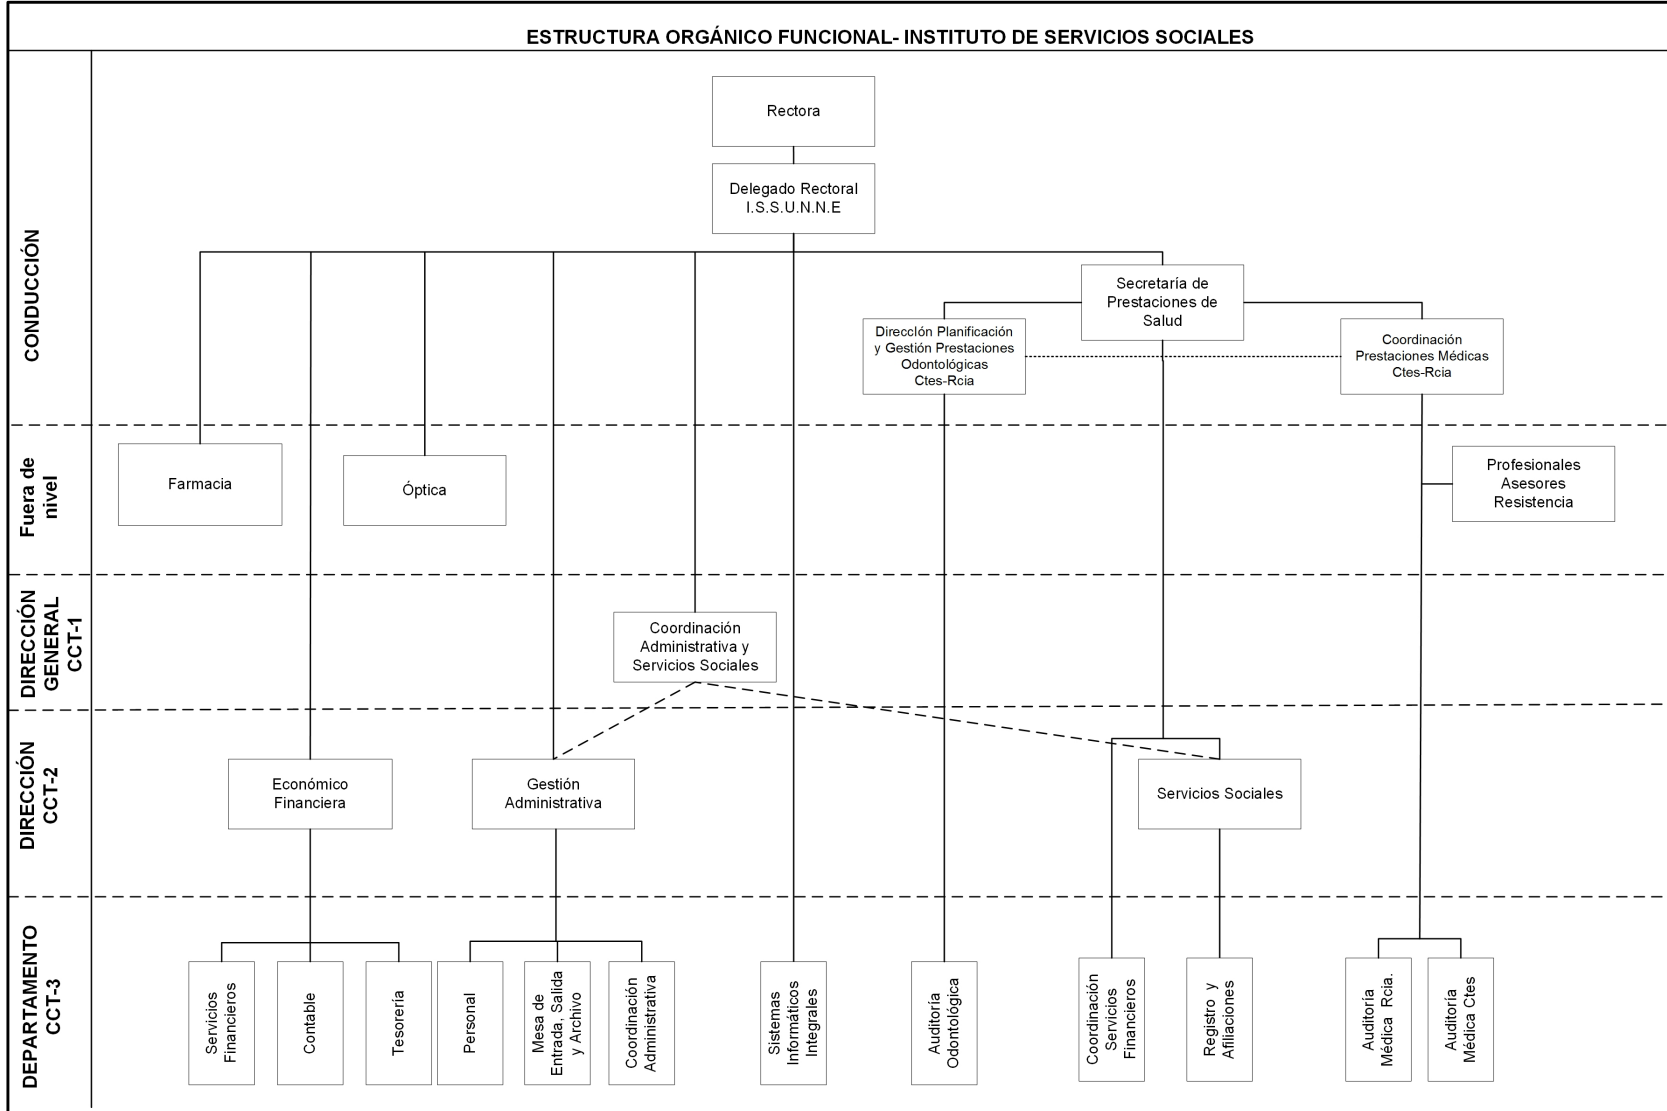 ESTRUCTURA ORGÁNICO FUNCIONAL- INSTITUTO DE SERVICIOS SOCIALES
CONDUCCIÓN
Rectora
Delegado Rectoral
I.S.S.U.N.N.E
Secretaría de
Prestaciones de
Salud
Direcclón Planificación
y Gestión Prestaciones
Odontológicas
Ctes-Rcia
Coordinación
Prestaciones Médicas
Ctes-Rcia
Fuera de
nivel
Farmacia
Óptica
Profesionales
Asesores
Resistencia
DIRECCIÓN
GENERAL
CCT-1
Coordinación
Administrativa y
Servicios Sociales
DIRECCIÓN
CCT-2
Económico
Financiera
Gestión
Administrativa
Servicios Sociales
DEPARTAMENTO
CCT-3
Servicios
Financieros
Contable
Tesorería
Personal
Mesa de
Entrada, Salida
y Archivo
Coordinación
Administrativa
Sistemas
Informáticos
Integrales
Auditoría
Odontológica
Coordinación
Servicios
Financieros
Registro y
Afiliaciones
Auditoría
Médica Rcia.
Auditoría
Médica Ctes